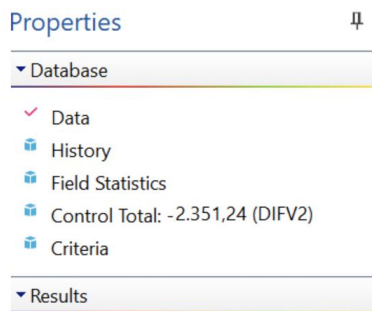 Properties
Database
Data
History
Field Statistics
Control Total: -2.351,24 (DIFV2)
Criteria
Results